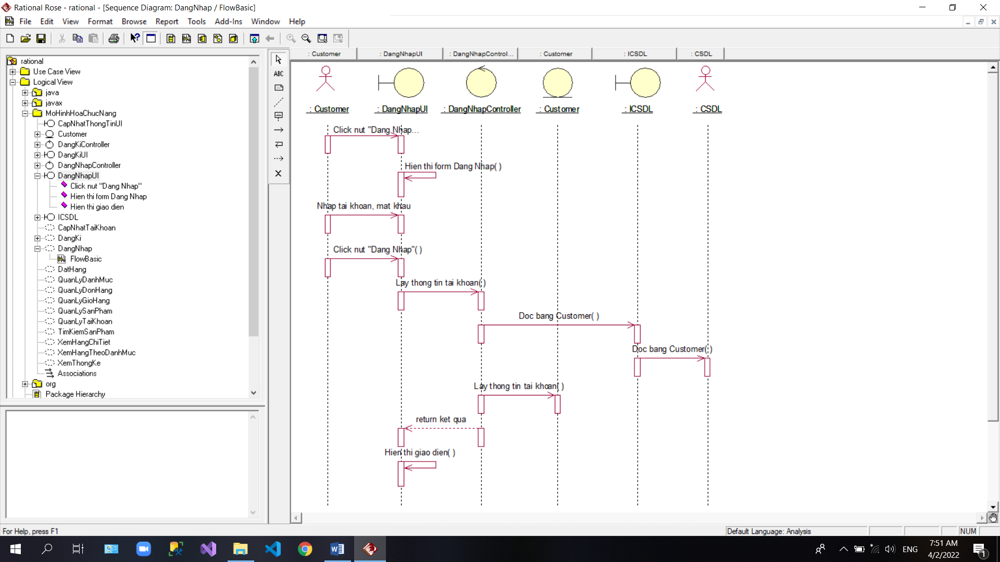 Rational Rose - rational - [Sequence Diagram: DangNhap / FlowBasic]
File Edit View Format Browse Report Tools Add-Ins Window Help
: Customer : DangNhapUI : DangNhapControl... : Customer : ICSDL : CSDL
rational
Use Case View
Logical View
java
javax
MoHinhHoaChucNang
CapNhatThongTinUI
Customer
DangKiController
DangKiUI
DangNhapController
DangNhapUI
Click nut "Dang Nhap"
Hien thi form Dang Nhap
Hien thi giao dien
ICSDL
CapNhatTaiKhoan
DangKi
DangNhap
FlowBasic
DatHang
QuanLyDanhMuc
QuanLyDonHang
QuanLyGioHang
QuanLySanPham
QuanLyTaiKhoan
TimKiemSanPham
XemHangChiTiet
XemHangTheoDanhMuc
XemThongKe
Associations
org
Package Hierarchy
ABC
: Customer : DangNhapUI : DangNhapController : Customer : ICSDL : CSDL
Click nut "Dang Nhap...
Hien thi form Dang Nhap( )
Nhap tai khoan, mat khau
Click nut "Dang Nhap"( )
Lay thong tin tai khoan( )
Doc bang Customer( )
Doc bang Customer( )
Lay thong tin tai khoan( )
return ket qua
Hien thi giao dien( )
For Help, press F1
Default Language: Analysis NUM
ENG
7:51 AM
4/2/2022
1